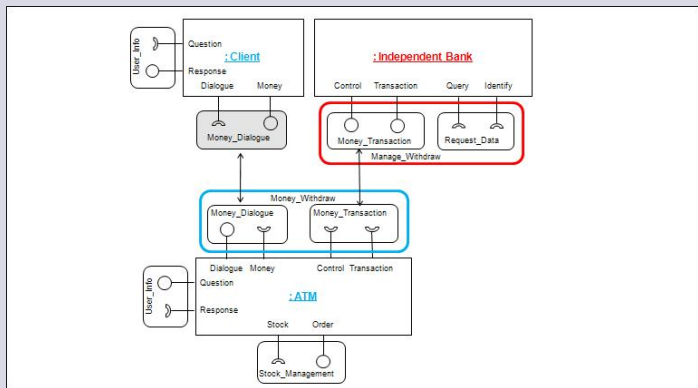 Question
: Client
: Independent Bank
User_Info
Response
Dialogue Money
Control Transaction Query Identify
Money_Dialogue
Money_Transaction
Request_Data
Manage_Withdraw
Money_Withdraw
Money_Dialogue
Money_Transaction
Dialogue Money
Control Transaction
Question
User_Info
: ATM
Response
Stock Order
Stock_Management